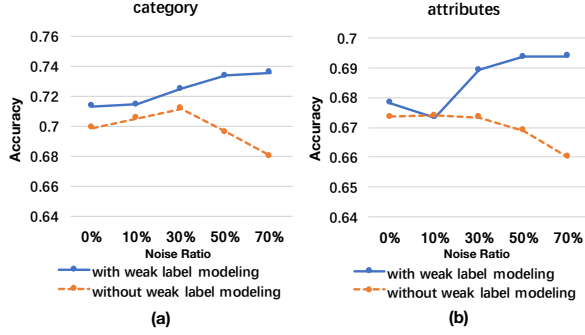 category
0.76
0.74
0.72
0.7
0.68
0.66
0.64
Accuracy
0% 10% 30% 50% 70%
Noise Ratio
with weak label modeling
without weak label modeling
(a)
attributes
0.7
0.69
0.68
0.67
0.66
0.65
0.64
Accuracy
0% 10% 30% 50% 70%
Noise Ratio
with weak label modeling
without weak label modeling
(b)